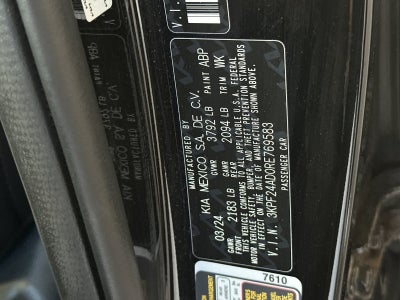 MANUFACTURED BY
KIA MEXICO S.A. DE C.V.
03/24 GVWR 3792 LB PAINT ABP
GAWR FRONT 2183 LB GAWR REAR 2094 LB TRIM WK
THIS VEHICLE CONFORMS TO ALL APPLICABLE U.S.A. FEDERAL
MOTOR VEHICLE SAFETY, BUMPER, AND THEFT PREVENTION STANDARDS
IN EFFECT ON THE DATE OF MANUFACTURE SHOWN ABOVE.
V.I.N. 3KPF24AD0RE769583
PASSENGER CAR
7610
V.I.